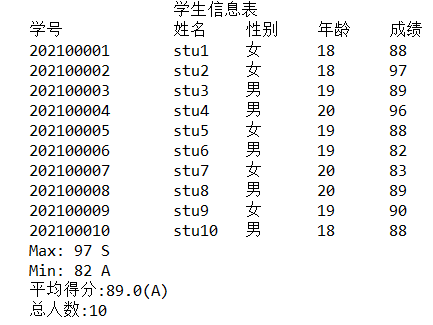 学生信息表
学号 姓名 性别 年龄 成绩
202100001 stu1 女 18 88
202100002 stu2 女 18 97
202100003 stu3 男 19 89
202100004 stu4 男 20 96
202100005 stu5 女 19 88
202100006 stu6 男 19 82
202100007 stu7 女 20 83
202100008 stu8 男 20 89
202100009 stu9 女 19 90
202100010 stu10 男 18 88
Max: 97 S
Min: 82 A
平均得分:89.0(A)
总人数:10